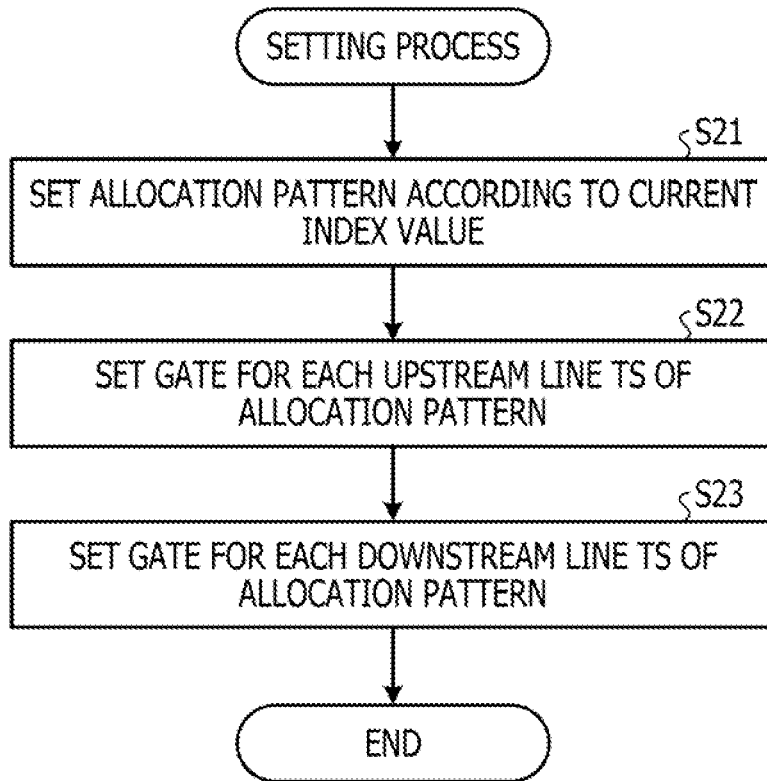 SETTING PROCESS
S21
SET ALLOCATION PATTERN ACCORDING TO CURRENT
INDEX VALUE
S22
SET GATE FOR EACH UPSTREAM LINE TS OF
ALLOCATION PATTERN
S23
SET GATE FOR EACH DOWNSTREAM LINE TS OF
ALLOCATION PATTERN
END